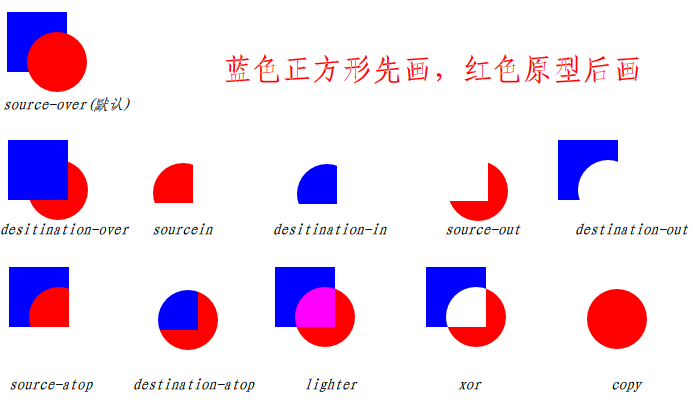 蓝色正方形先画，红色原型后画
source-over(默认)
desitination-over sourcein desitination-in source-out destination-out
source-atop destination-atop lighter xor copy